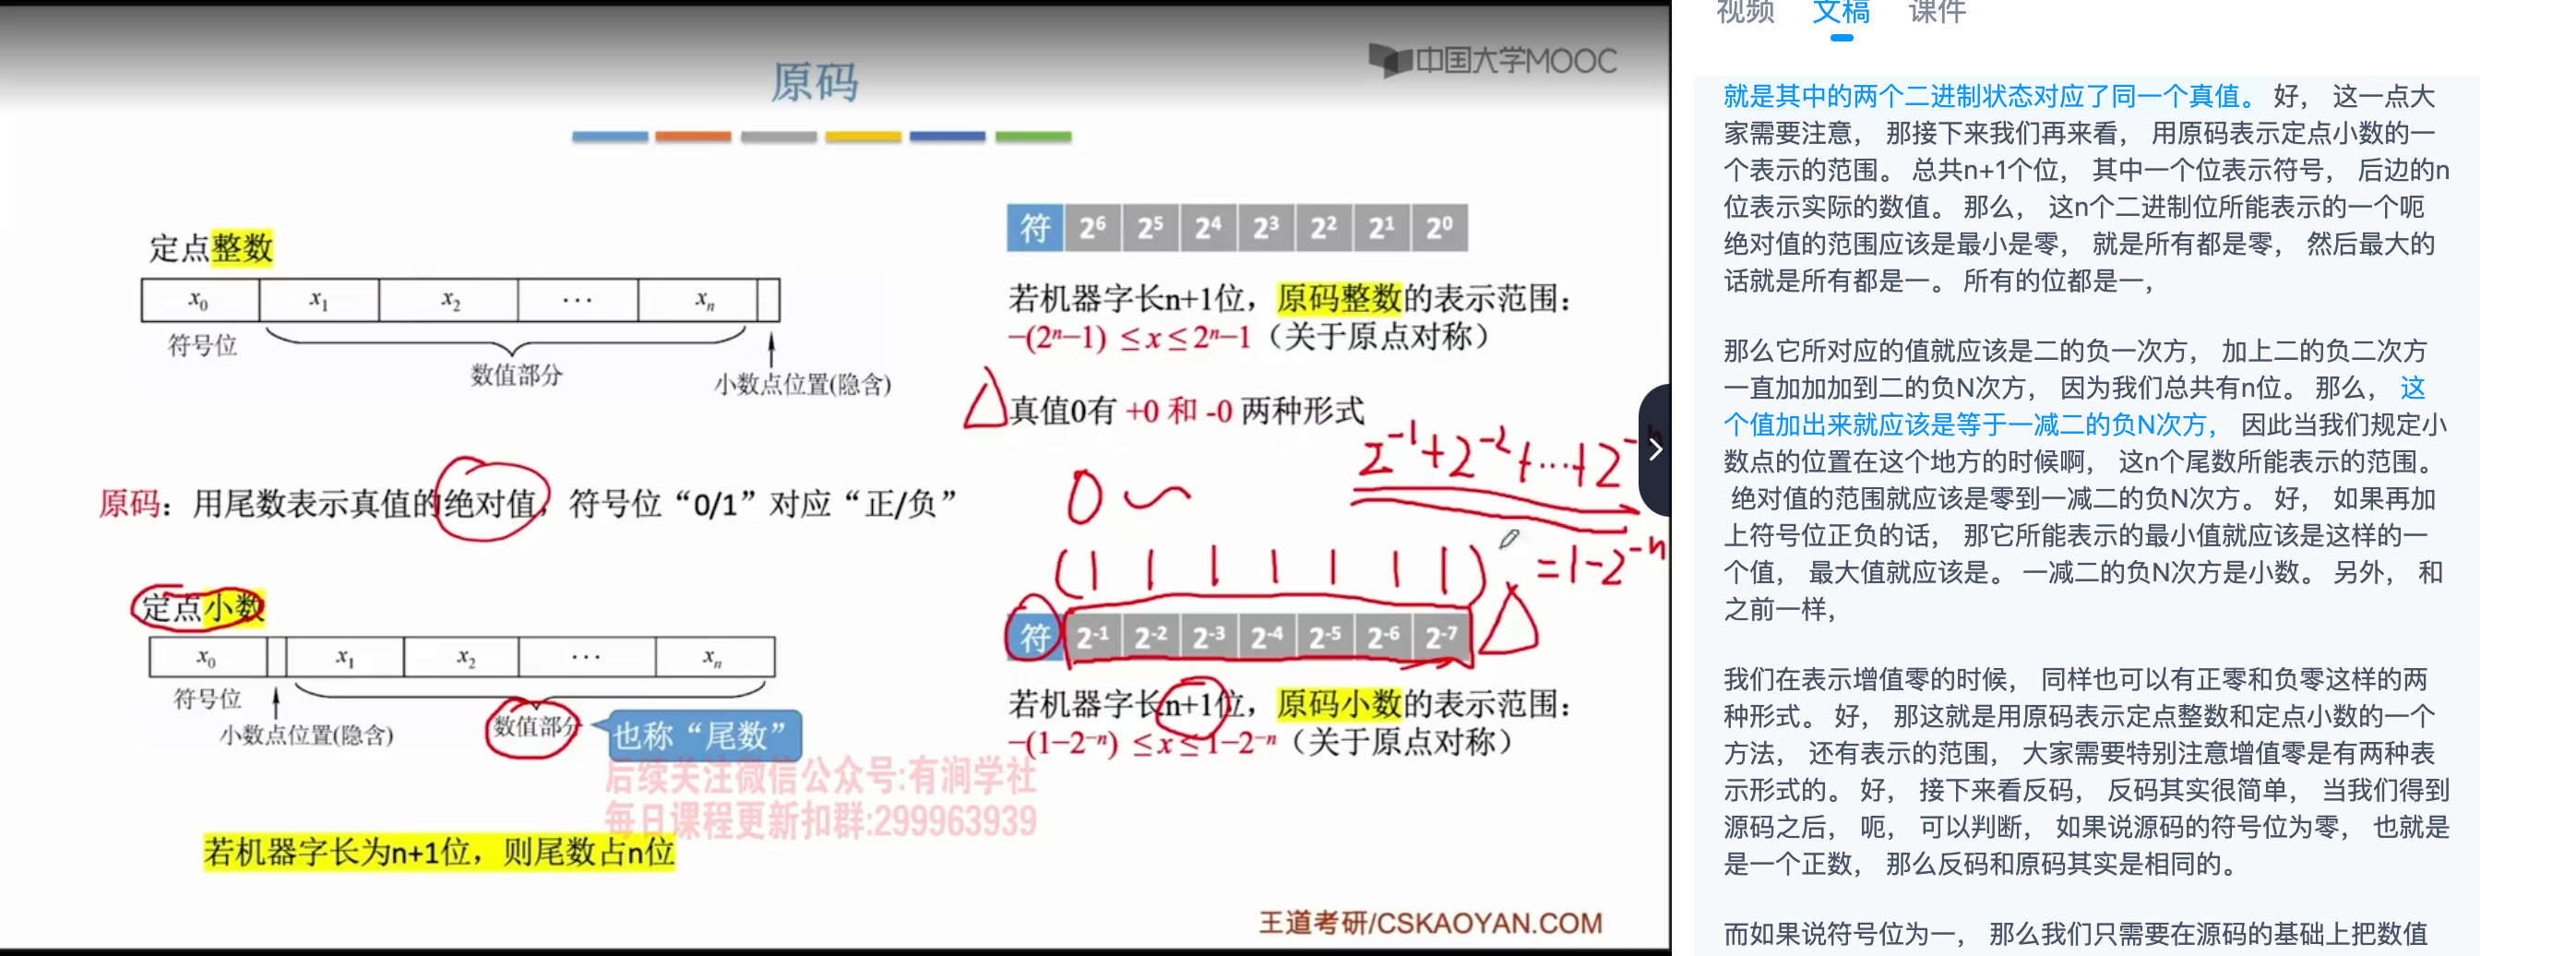 原码
中国大学MOOC
定点整数
x0 x1 x2 ··· xn
符号位
数值部分
小数点位置(隐含)
原码：用尾数表示真值的绝对值，符号位“0/1”对应“正/负”
定点小数
x0 x1 x2 ··· xn
符号位
小数点位置(隐含)
数值部分
也称“尾数”
若机器字长为n+1位，则尾数占n位
符 2⁶ 2⁵ 2⁴ 2³ 2² 2¹ 2⁰
若机器字长n+1位，原码整数的表示范围：
−(2ⁿ−1) ≤ x ≤ 2ⁿ−1（关于原点对称）
真值0有 +0 和 -0 两种形式
2⁻¹+2⁻²+···+2⁻ⁿ
0 ~
(1 1 1 1 1 1 1)
=1-2⁻ⁿ
符 2⁻¹ 2⁻² 2⁻³ 2⁻⁴ 2⁻⁵ 2⁻⁶ 2⁻⁷
若机器字长n+1位，原码小数的表示范围：
−(1−2⁻ⁿ) ≤ x ≤ 1−2⁻ⁿ（关于原点对称）
后续关注微信公众号:有涧学社
每日课程更新扣群:299963939
王道考研/CSKAOYAN.COM
视频 文稿 课件
就是其中的两个二进制状态对应了同一个真值。 好， 这一点大
家需要注意， 那接下来我们再来看， 用原码表示定点小数的一
个表示的范围。 总共n+1个位， 其中一个位表示符号， 后边的n
位表示实际的数值。 那么， 这n个二进制位所能表示的一个呃
绝对值的范围应该是最小是零， 就是所有都是零， 然后最大的
话就是所有都是一。 所有的位都是一，
那么它所对应的值就应该是二的负一次方， 加上二的负二次方
一直加加加到二的负N次方， 因为我们总共有n位。 那么， 这
个值加出来就应该是等于一减二的负N次方， 因此当我们规定小
数点的位置在这个地方的时候啊， 这n个尾数所能表示的范围。
绝对值的范围就应该是零到一减二的负N次方。 好， 如果再加
上符号位正负的话， 那它所能表示的最小值就应该是这样的一
个值， 最大值就应该是。 一减二的负N次方是小数。 另外， 和
之前一样，
我们在表示增值零的时候， 同样也可以有正零和负零这样的两
种形式。 好， 那这就是用原码表示定点整数和定点小数的一个
方法， 还有表示的范围， 大家需要特别注意增值零是有两种表
示形式的。 好， 接下来看反码， 反码其实很简单， 当我们得到
源码之后， 呃， 可以判断， 如果说源码的符号位为零， 也就是
是一个正数， 那么反码和原码其实是相同的。
而如果说符号位为一， 那么我们只需要在源码的基础上把数值